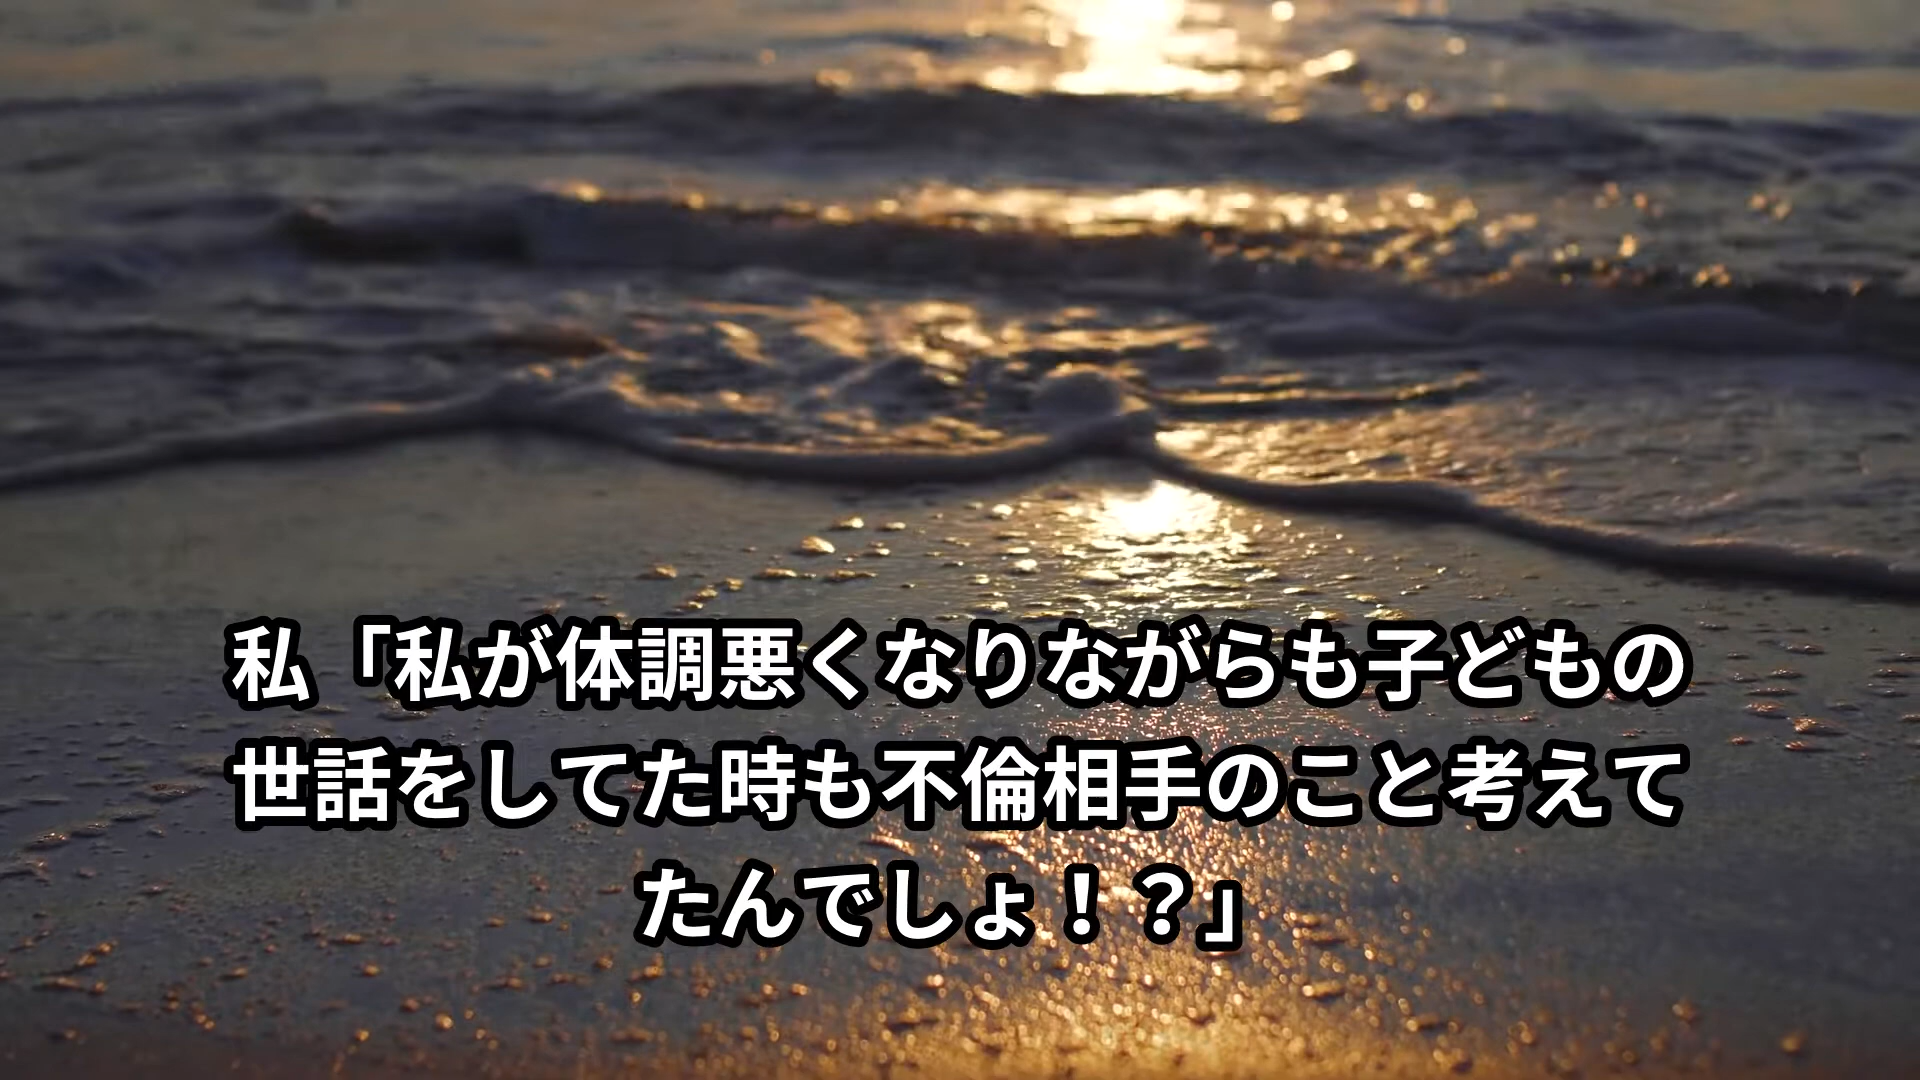 私「私が体調悪くなりながらも子どもの
世話をしてた時も不倫相手のこと考えて
たんでしょ！？」